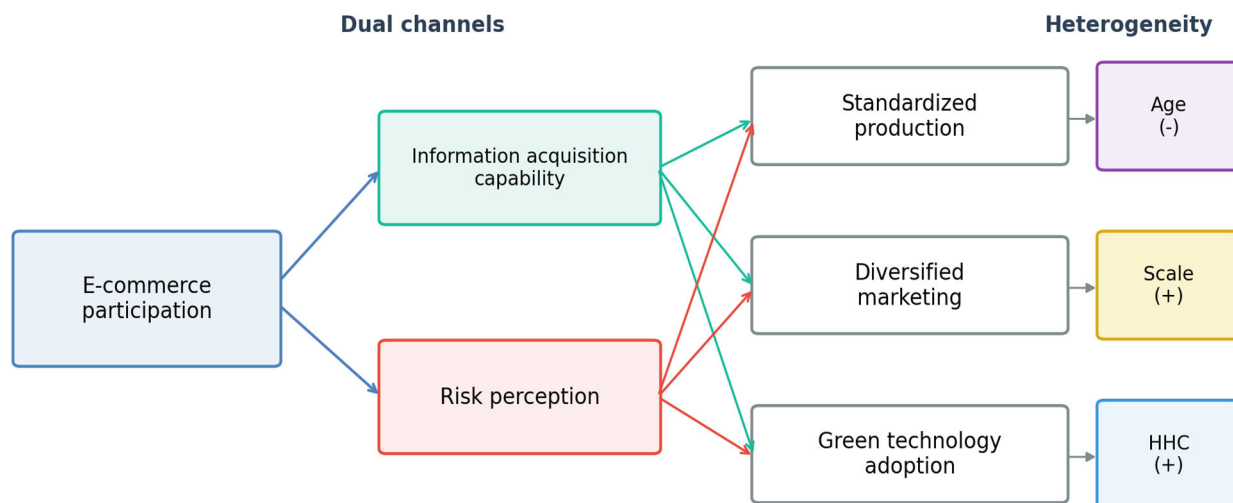 Dual channels
Heterogeneity
E-commerce
participation
Information acquisition
capability
Risk perception
Standardized
production
Diversified
marketing
Green technology
adoption
Age
(-)
Scale
(+)
HHC
(+)